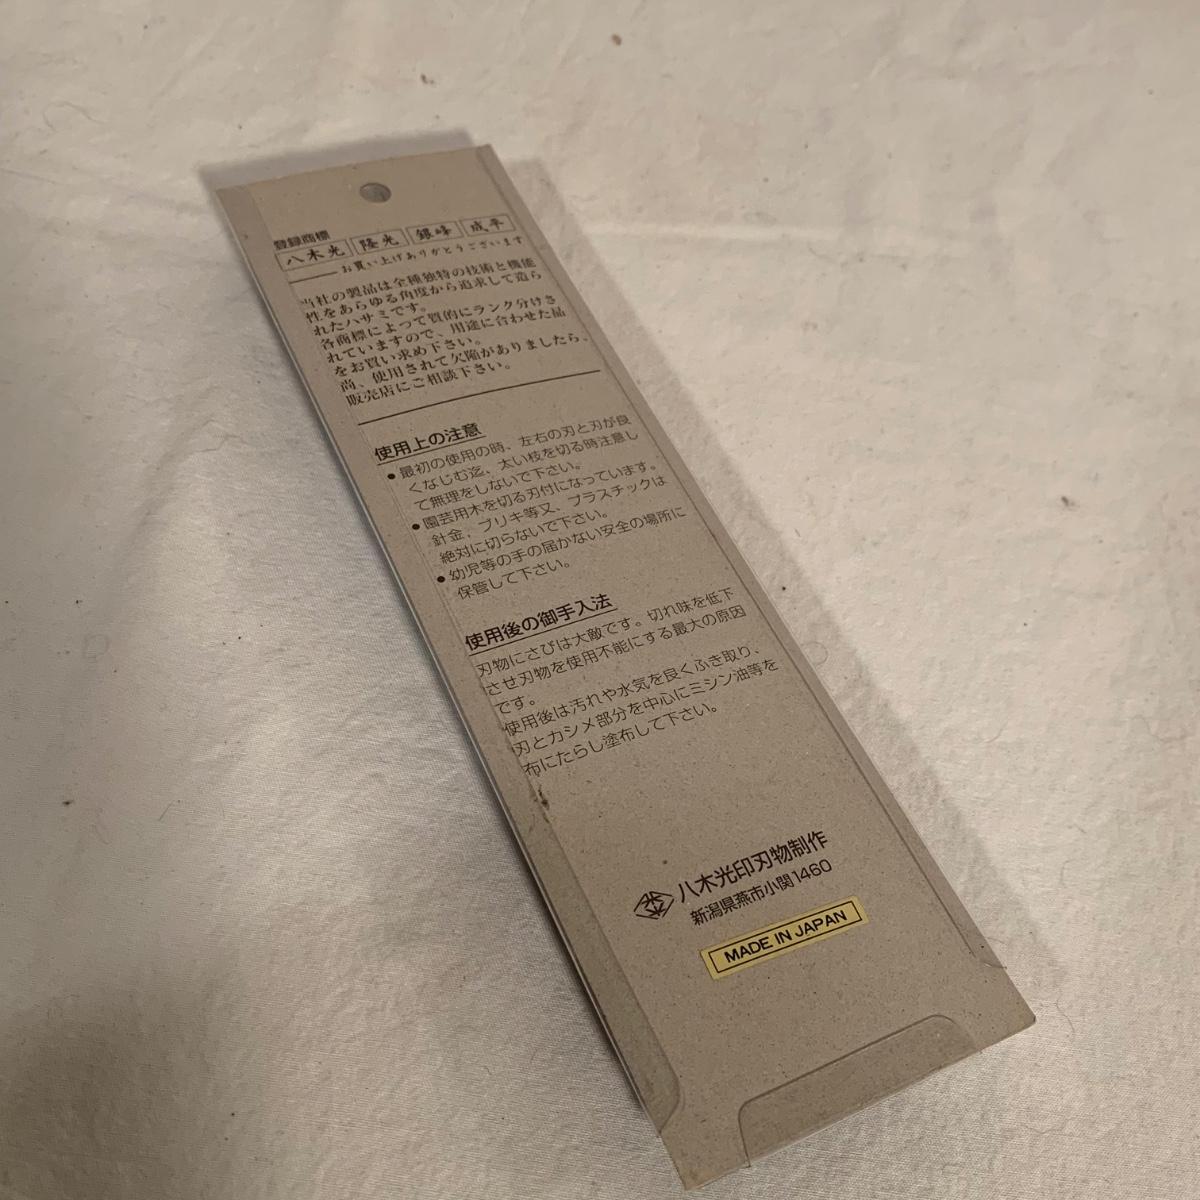 登録商標
八木光 隆光 銀峰 成平
お買い上げありがとうございます
当社の製品は全種独特の技術と機能
性をあらゆる角度から追求して造ら
れたハサミです。
各商標によって質的にランク分けさ
れていますので、用途に合わせた品
をお買い求め下さい。
尚、使用されて欠陥がありましたら、
販売店にご相談下さい。
使用上の注意
●最初の使用の時、左右の刃と刃が良
くなじむ迄、太い枝を切る時注意し
て無理をしないで下さい。
●園芸用木を切る刃付になっています。
針金，ブリキ等又、プラスチックは
絶対に切らないで下さい。
●幼児等の手の届かない安全の場所に
保管して下さい。
使用後の御手入法
刃物にさびは大敵です。切れ味を低下
させ刃物を使用不能にする最大の原因
です。
使用後は汚れや水気を良くふき取り、
刃とカシメ部分を中心にミシン油等を
布にたらし塗布して下さい。
八木光印刃物制作
新潟県燕市小関1460
MADE IN JAPAN